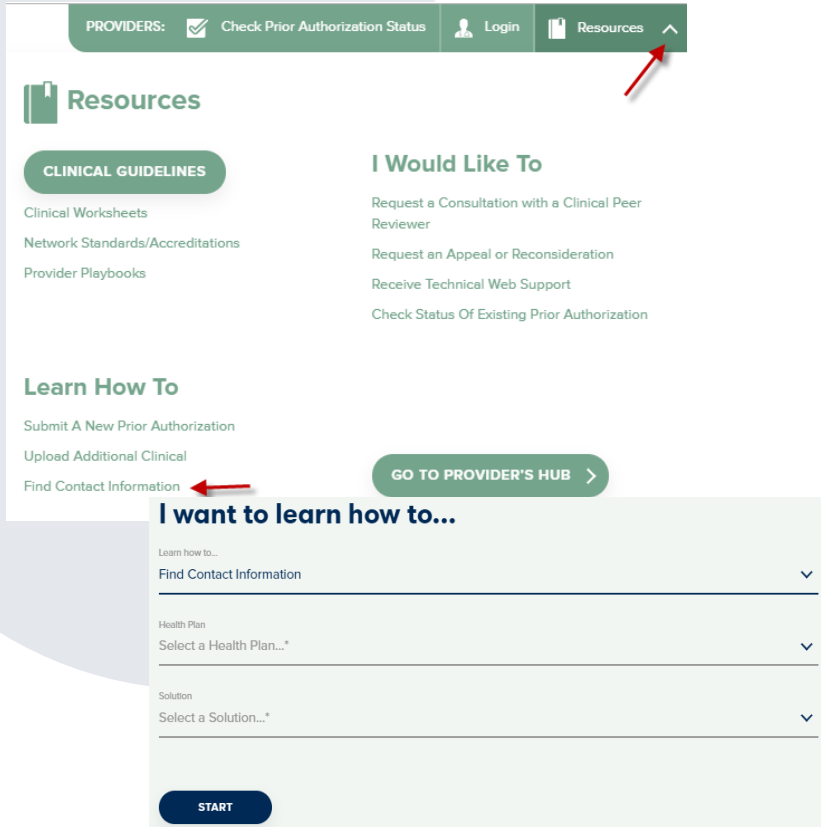 PROVIDERS: Check Prior Authorization Status Login Resources
Resources
CLINICAL GUIDELINES
Clinical Worksheets
Network Standards/Accreditations
Provider Playbooks
I Would Like To
Request a Consultation with a Clinical Peer
Reviewer
Request an Appeal or Reconsideration
Receive Technical Web Support
Check Status Of Existing Prior Authorization
Learn How To
Submit A New Prior Authorization
Upload Additional Clinical
Find Contact Information
GO TO PROVIDER'S HUB
I want to learn how to...
Learn how to...
Find Contact Information
Health Plan
Select a Health Plan...*
Solution
Select a Solution...*
START